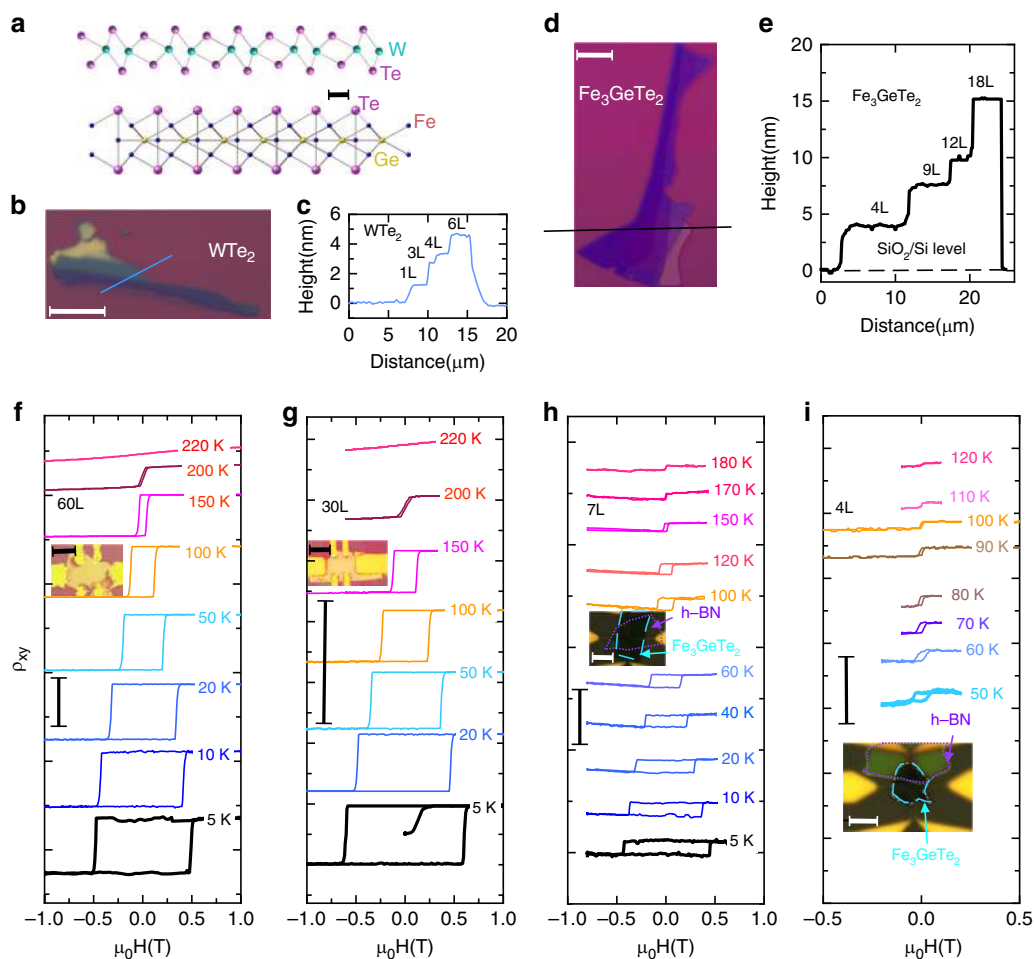 a
W
Te
Te
Fe
Ge
b
WTe2
c
Height(nm)
6
4
2
0
WTe2
1L
3L
4L
6L
0
5
10
15
20
Distance(μm)
d
Fe3GeTe2
e
Height(nm)
20
15
10
5
0
Fe3GeTe2
4L
9L
12L
18L
SiO2/Si level
0
10
20
Distance(μm)
f
ρxy
220 K
200 K
60L
150 K
100 K
50 K
20 K
10 K
5 K
−1.0
−0.5
0.0
0.5
1.0
μ0H(T)
g
220 K
200 K
30L
150 K
100 K
50 K
20 K
5 K
−1.0
−0.5
0.0
0.5
1.0
μ0H(T)
h
180 K
170 K
7L
150 K
120 K
100 K
h–BN
Fe3GeTe2
60 K
40 K
20 K
10 K
5 K
−1.0
−0.5
0.0
0.5
1.0
μ0H(T)
i
120 K
110 K
4L
100 K
90 K
80 K
70 K
60 K
50 K
h–BN
Fe3GeTe2
−0.5
0.0
0.5
μ0H(T)